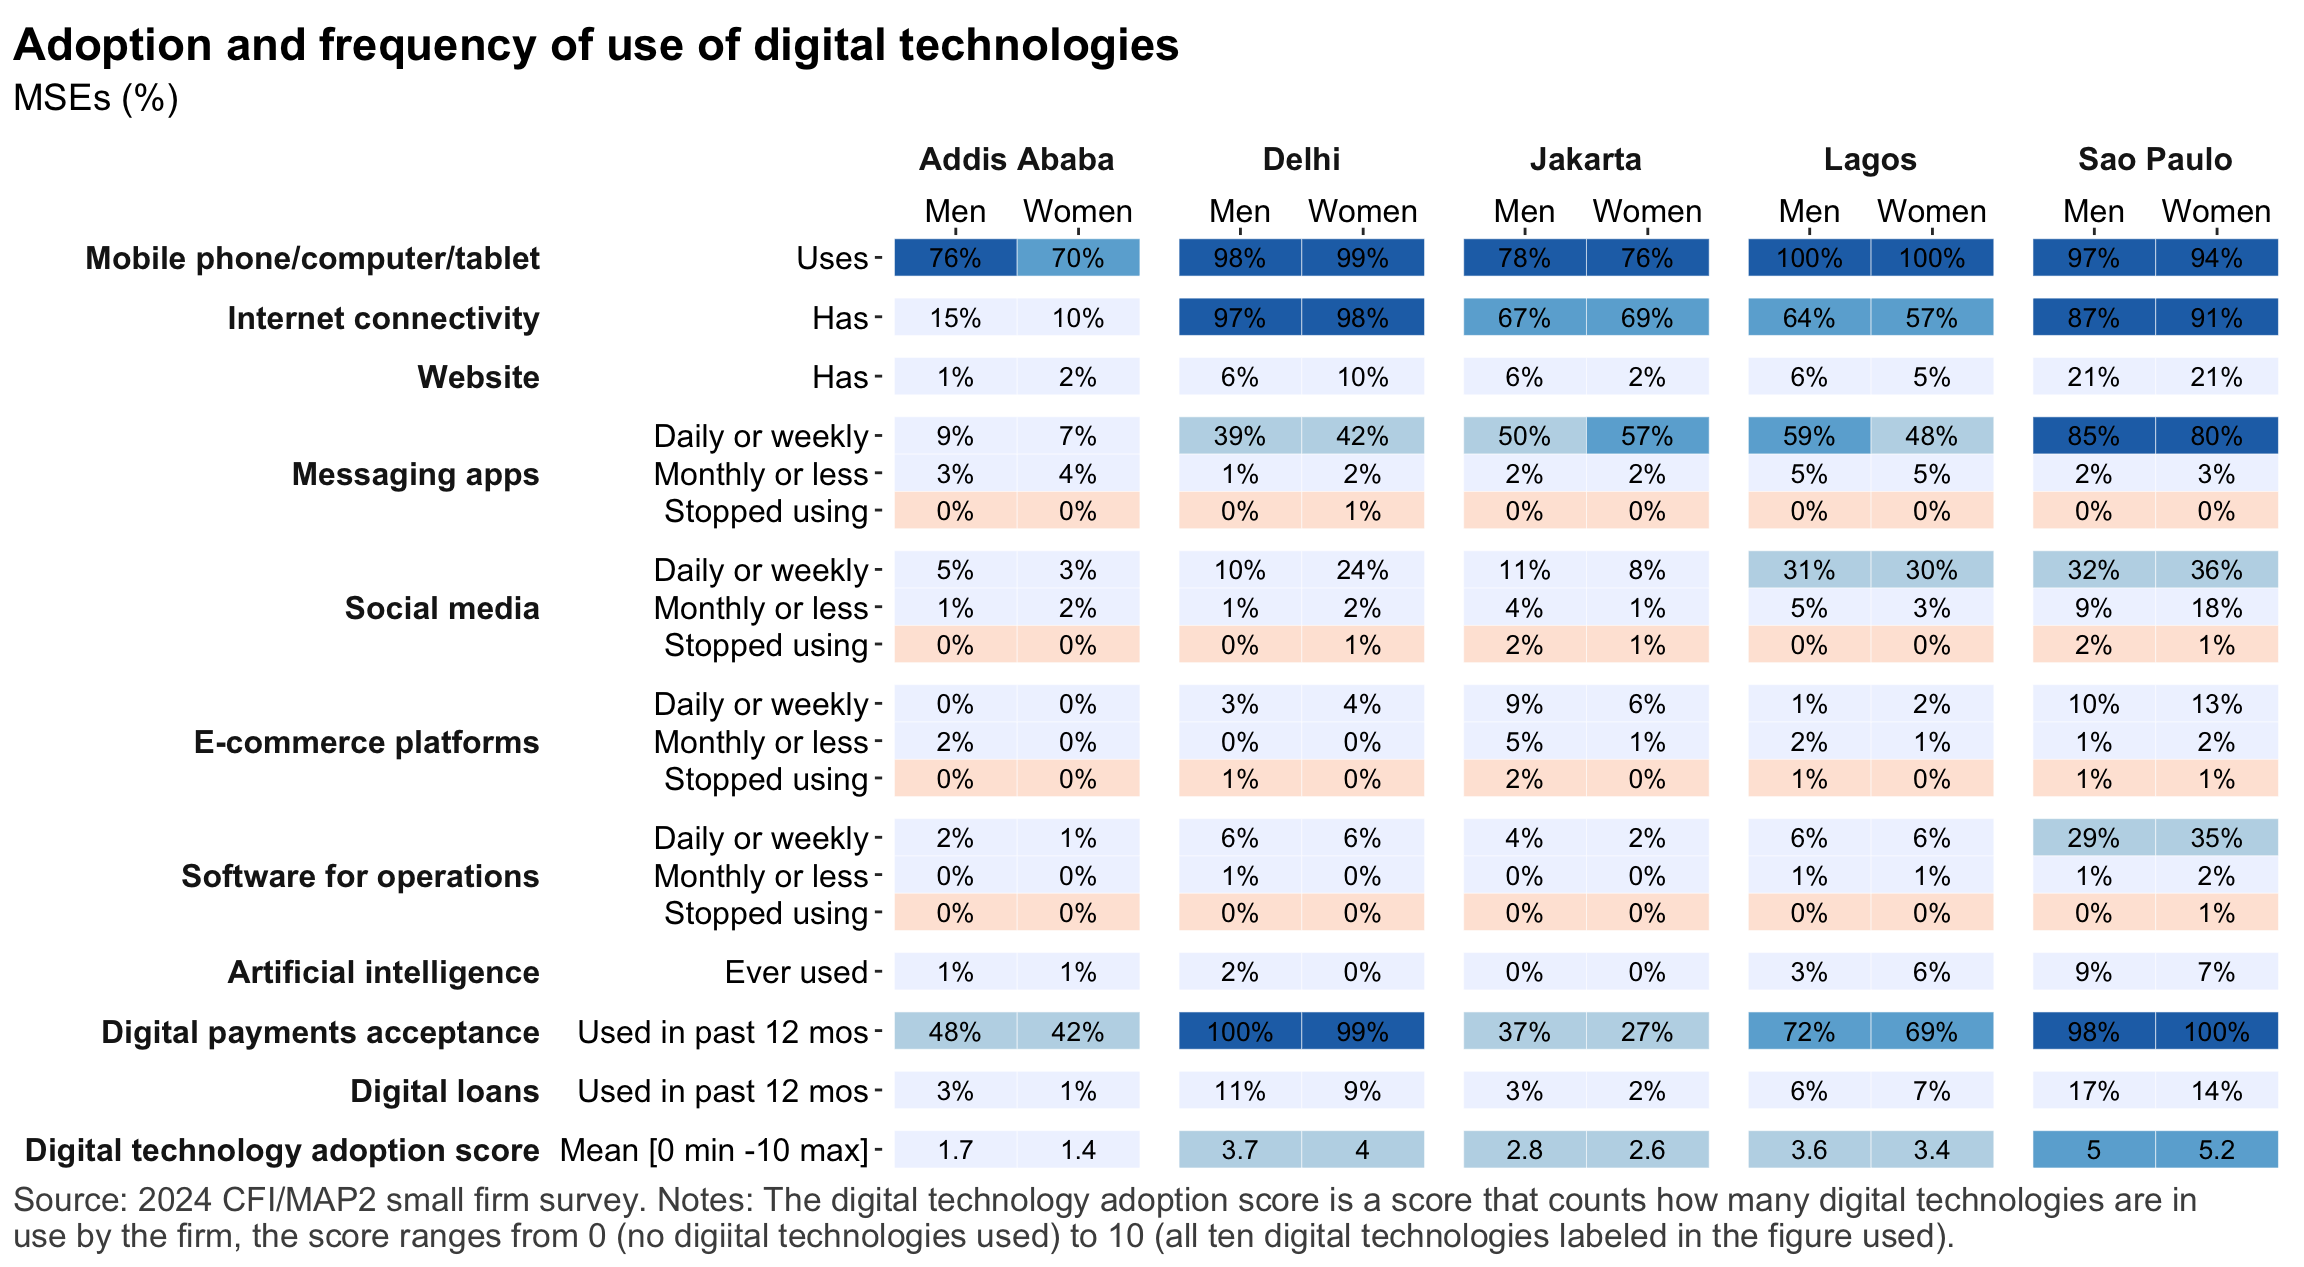 Adoption and frequency of use of digital technologies
MSEs (%)
Addis Ababa Delhi Jakarta Lagos Sao Paulo
Men Women Men Women Men Women Men Women Men Women
Mobile phone/computer/tablet Uses 76% 70% 98% 99% 78% 76% 100% 100% 97% 94%
Internet connectivity Has 15% 10% 97% 98% 67% 69% 64% 57% 87% 91%
Website Has 1% 2% 6% 10% 6% 2% 6% 5% 21% 21%
Daily or weekly 9% 7% 39% 42% 50% 57% 59% 48% 85% 80%
Messaging apps Monthly or less 3% 4% 1% 2% 2% 2% 5% 5% 2% 3%
Stopped using 0% 0% 0% 1% 0% 0% 0% 0% 0% 0%
Daily or weekly 5% 3% 10% 24% 11% 8% 31% 30% 32% 36%
Social media Monthly or less 1% 2% 1% 2% 4% 1% 5% 3% 9% 18%
Stopped using 0% 0% 0% 1% 2% 1% 0% 0% 2% 1%
Daily or weekly 0% 0% 3% 4% 9% 6% 1% 2% 10% 13%
E-commerce platforms Monthly or less 2% 0% 0% 0% 5% 1% 2% 1% 1% 2%
Stopped using 0% 0% 1% 0% 2% 0% 1% 0% 1% 1%
Daily or weekly 2% 1% 6% 6% 4% 2% 6% 6% 29% 35%
Software for operations Monthly or less 0% 0% 1% 0% 0% 0% 1% 1% 1% 2%
Stopped using 0% 0% 0% 0% 0% 0% 0% 0% 0% 1%
Artificial intelligence Ever used 1% 1% 2% 0% 0% 0% 3% 6% 9% 7%
Digital payments acceptance Used in past 12 mos 48% 42% 100% 99% 37% 27% 72% 69% 98% 100%
Digital loans Used in past 12 mos 3% 1% 11% 9% 3% 2% 6% 7% 17% 14%
Digital technology adoption score Mean [0 min -10 max] 1.7 1.4 3.7 4 2.8 2.6 3.6 3.4 5 5.2
Source: 2024 CFI/MAP2 small firm survey. Notes: The digital technology adoption score is a score that counts how many digital technologies are in
use by the firm, the score ranges from 0 (no digiital technologies used) to 10 (all ten digital technologies labeled in the figure used).